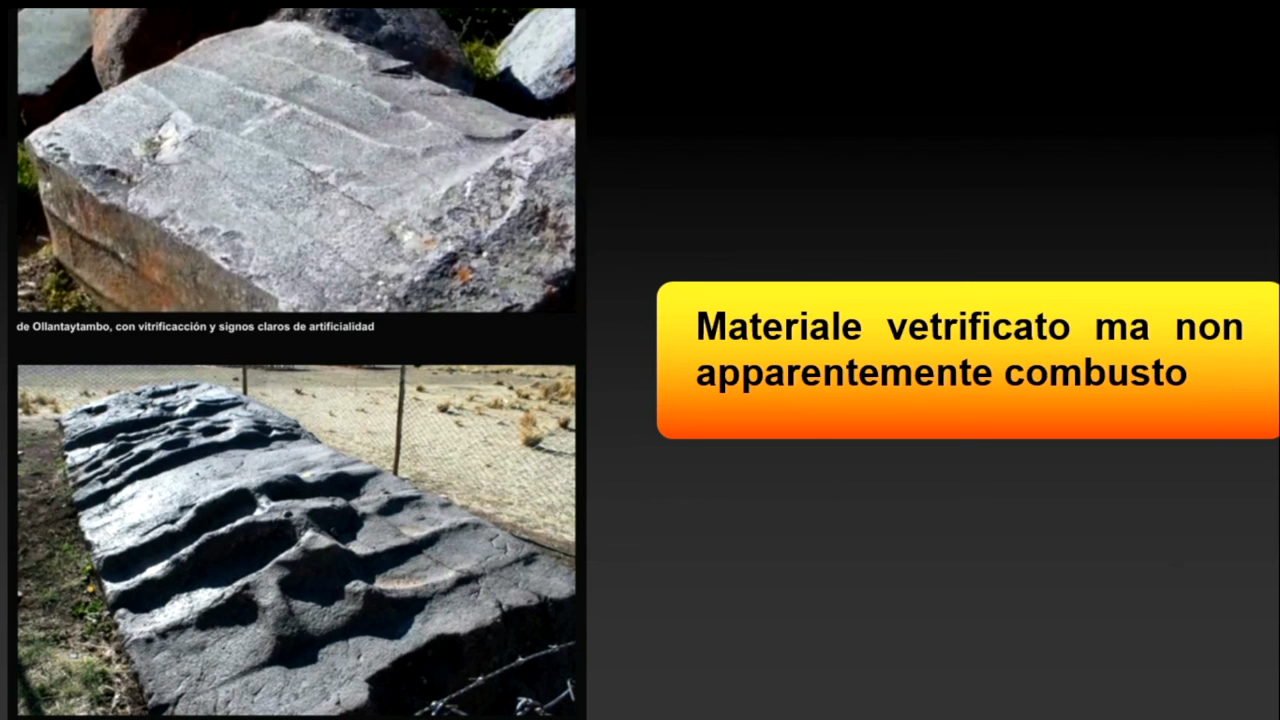 de Ollantaytambo, con vitrificacción y signos claros de artificialidad
Materiale vetrificato ma non
apparentemente combusto